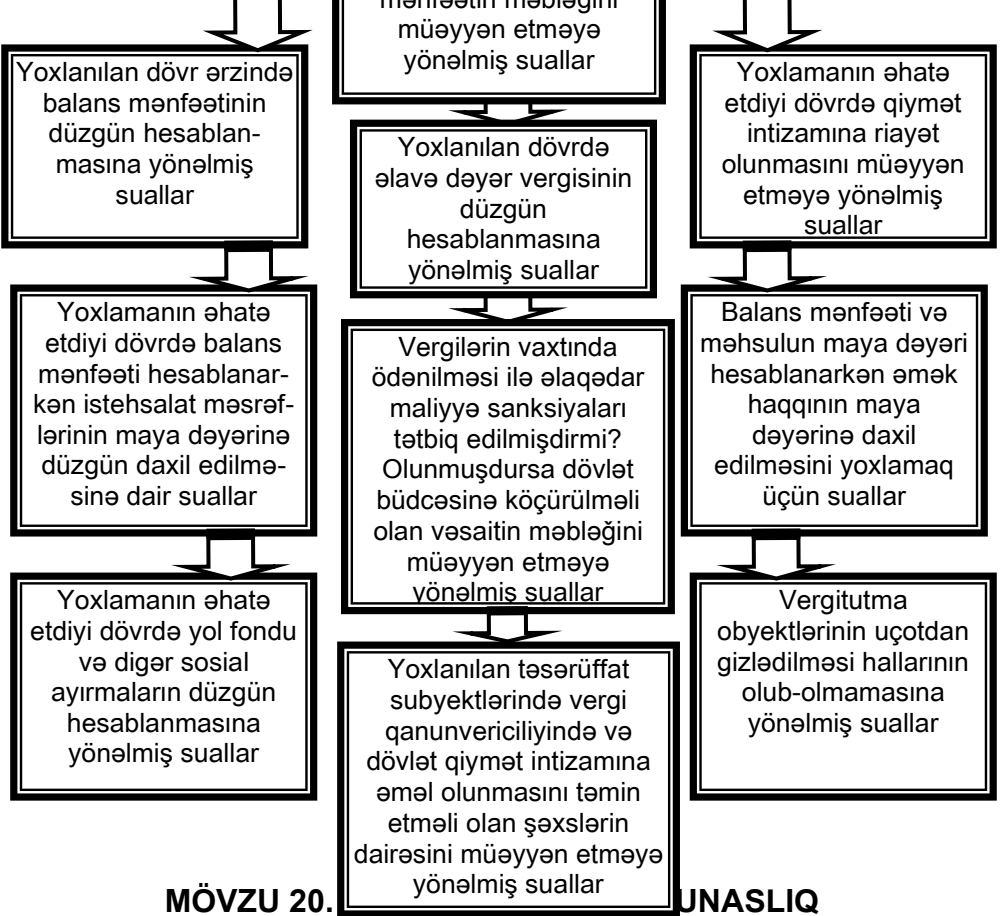 mənfəətin məbləğini
müəyyən etməyə
yönəlmiş suallar
Yoxlanılan dövr ərzində
balans mənfəətinin
düzgün hesablan-
masına yönəlmiş
suallar
Yoxlanılan dövrdə
əlavə dəyər vergisinin
düzgün
hesablanmasına
yönəlmiş suallar
Yoxlamanın əhatə
etdiyi dövrdə qiymət
intizamına riayət
olunmasını müəyyən
etməyə yönəlmiş
suallar
Yoxlamanın əhatə
etdiyi dövrdə balans
mənfəəti hesablanar-
kən istehsalat məsrəf-
lərinin maya dəyərinə
düzgün daxil edilmə-
sinə dair suallar
Vergilərin vaxtında
ödənilməsi ilə əlaqədar
maliyyə sanksiyaları
tətbiq edilmişdirmi?
Olunmuşdursa dövlət
büdcəsinə köçürülməli
olan vəsaitin məbləğini
müəyyən etməyə
yönəlmiş suallar
Balans mənfəəti və
məhsulun maya dəyəri
hesablanarkən əmək
haqqının maya
dəyərinə daxil
edilməsini yoxlamaq
üçün suallar
Yoxlamanın əhatə
etdiyi dövrdə yol fondu
və digər sosial
ayırmaların düzgün
hesablanmasına
yönəlmiş suallar
Yoxlanılan təsərüffat
subyektlərində vergi
qanunvericiliyində və
dövlət qiymət intizamına
əməl olunmasını təmin
etməli olan şəxslərin
dairəsini müəyyən etməyə
yönəlmiş suallar
Vergitutma
obyektlərinin uçotdan
gizlədilməsi hallarının
olub-olmamasına
yönəlmiş suallar
MÖVZU 20. UNASLIQ